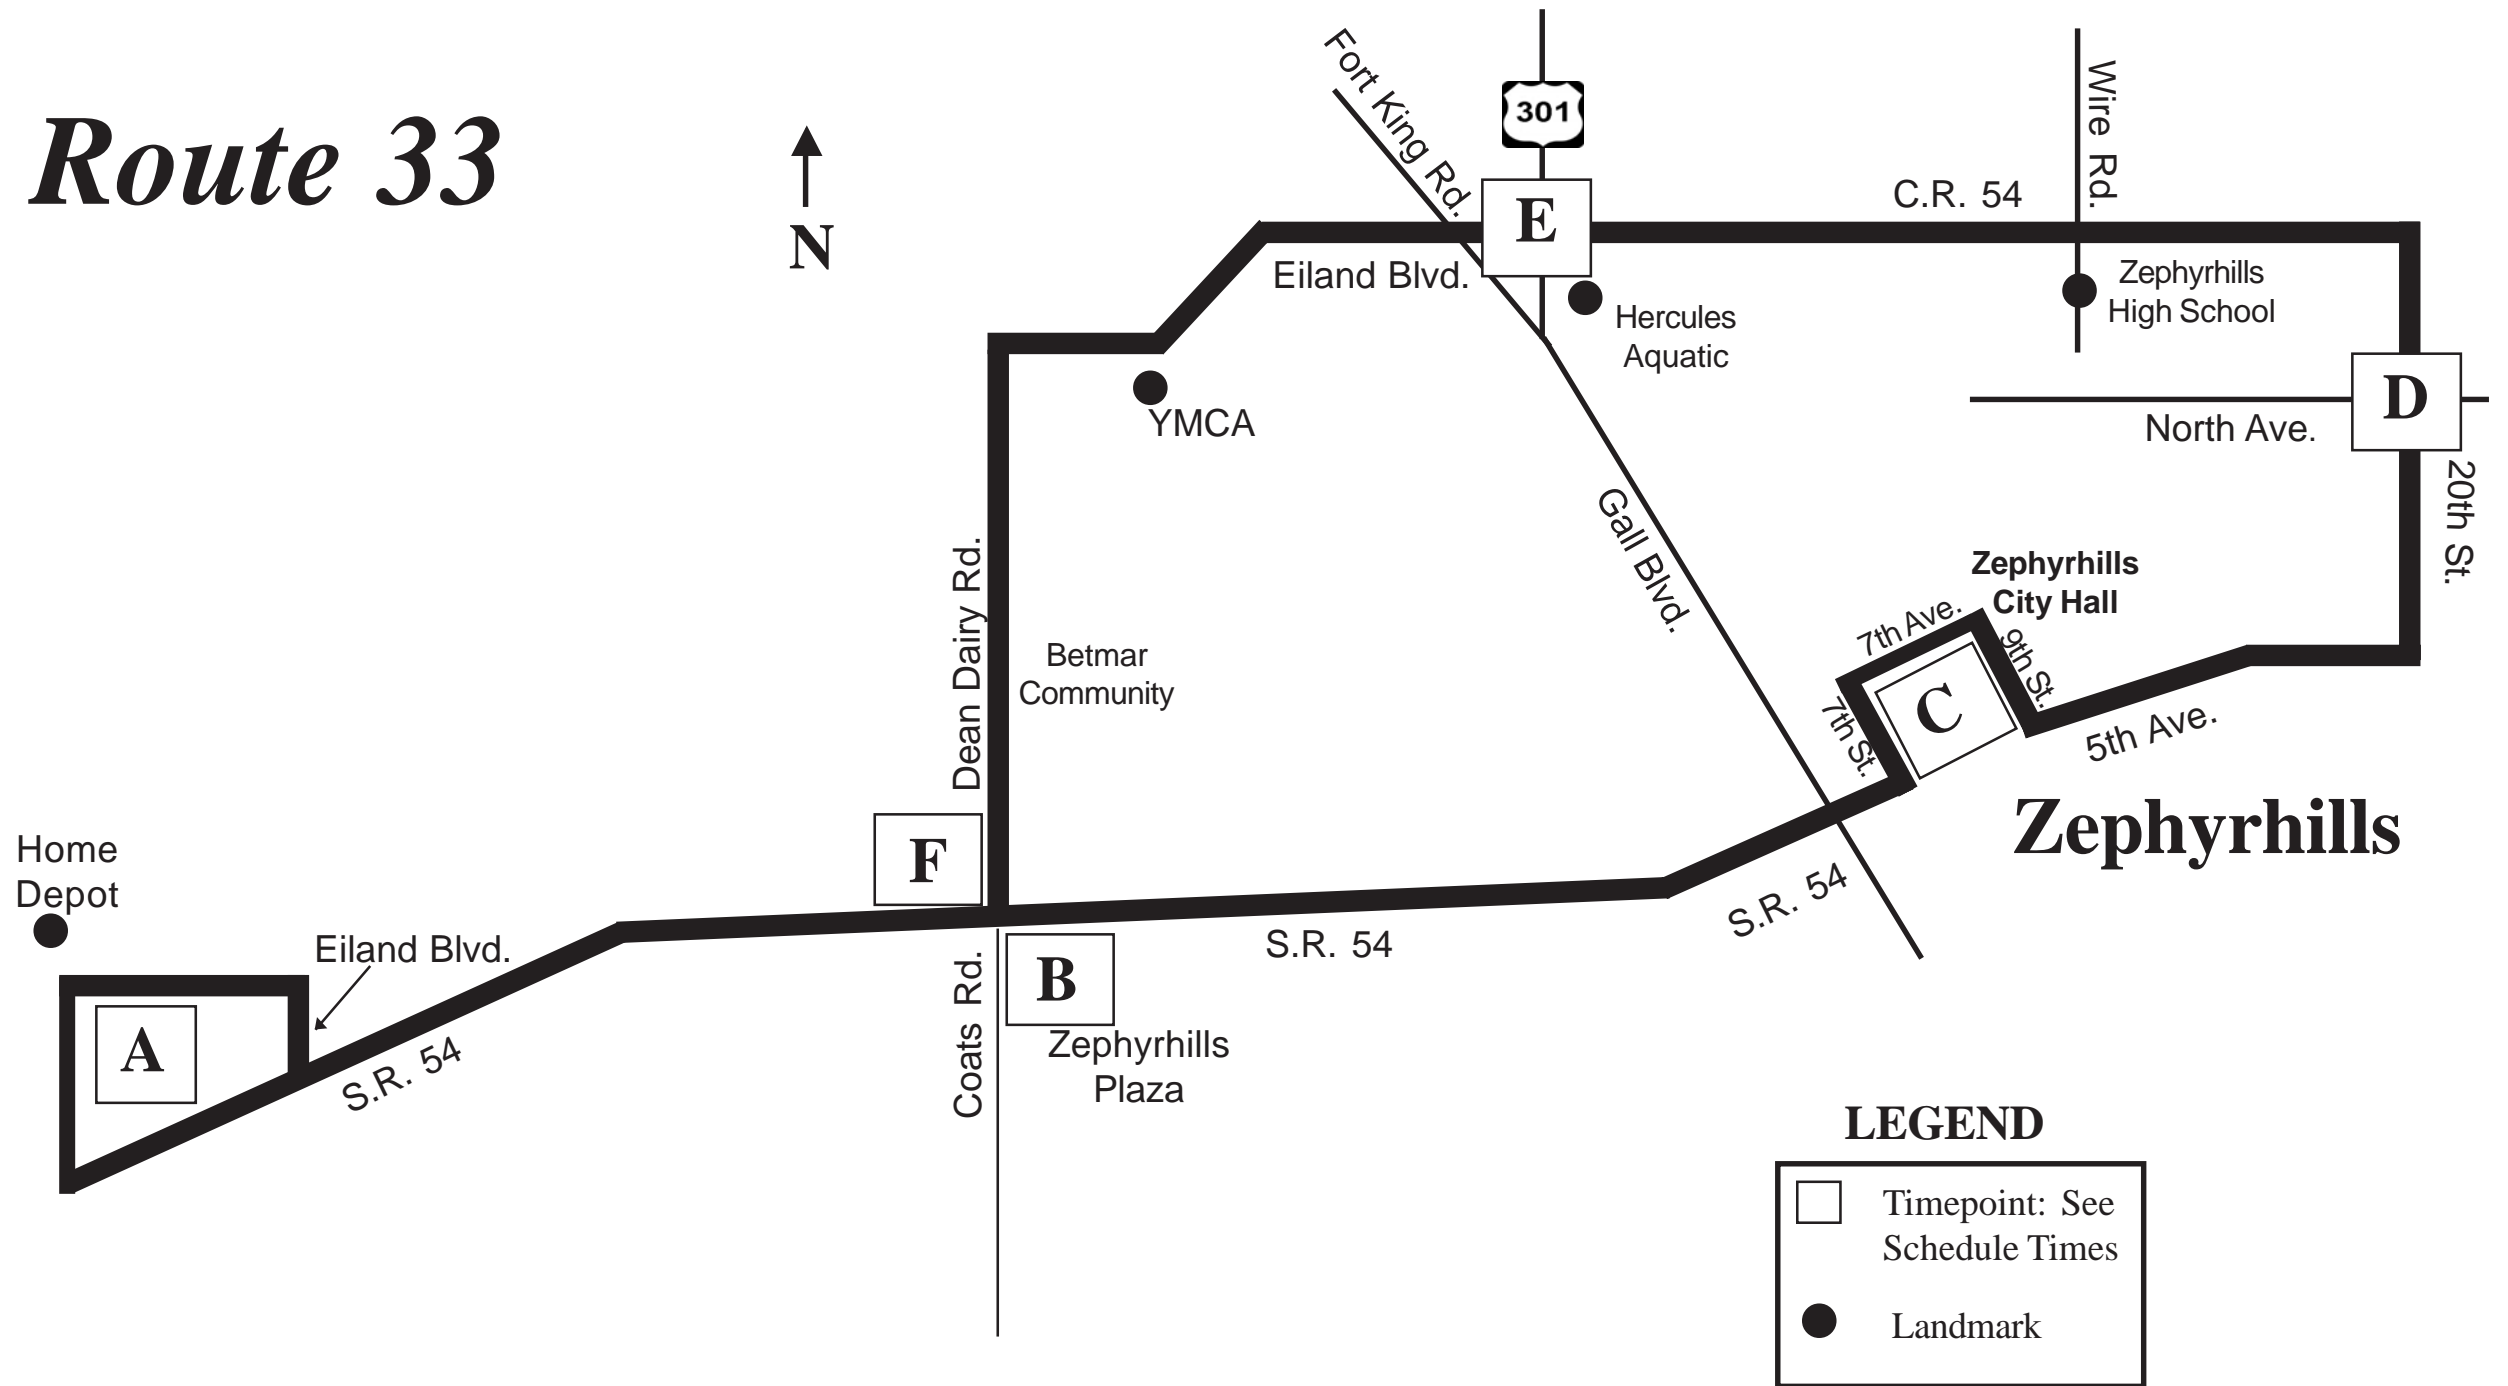 Route 33
N
Fort King Rd.
301
Wire Rd.
C.R. 54
E
Eiland Blvd.
Hercules
Aquatic
Zephyrhills
High School
YMCA
D
North Ave.
20th St.
Gall Blvd.
Dean Dairy Rd.
Betmar
Community
Zephyrhills
City Hall
7th Ave.
9th St.
7th St.
C
5th Ave.
Zephyrhills
F
Home
Depot
Eiland Blvd.
A
S.R. 54
Coats Rd.
B
Zephyrhills
Plaza
S.R. 54
S.R. 54
LEGEND
Timepoint: See
Schedule Times
Landmark